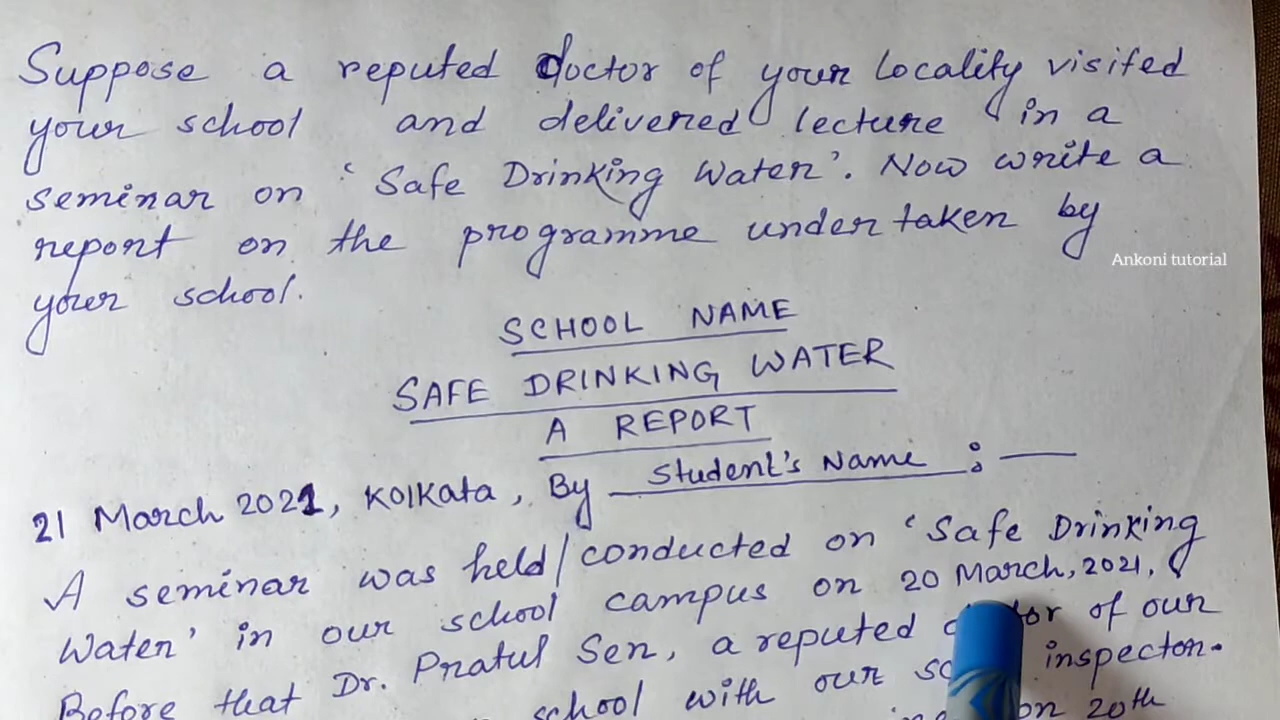 Suppose a reputed doctor of your locality visited
your school and delivered lecture in a
seminar on 'Safe Drinking Water'. Now write a
report on the programme undertaken by
your school.
Ankoni tutorial
SCHOOL NAME
SAFE DRINKING WATER
A REPORT
21 March 2021, Kolkata, By Student's Name : —
A seminar was held/conducted on 'Safe Drinking
Water' in our school campus on 20 March, 2021,
Before that Dr. Pratul Sen, a reputed of our
school with our inspector.
on 20th